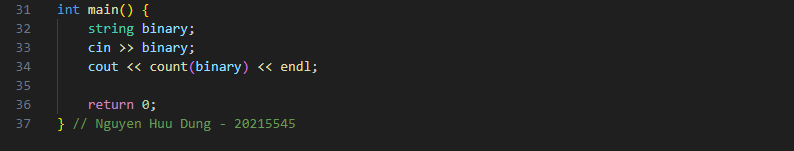 31 int main() {
32     string binary;
33     cin >> binary;
34     cout << count(binary) << endl;
35
36     return 0;
37 } // Nguyen Huu Dung - 20215545